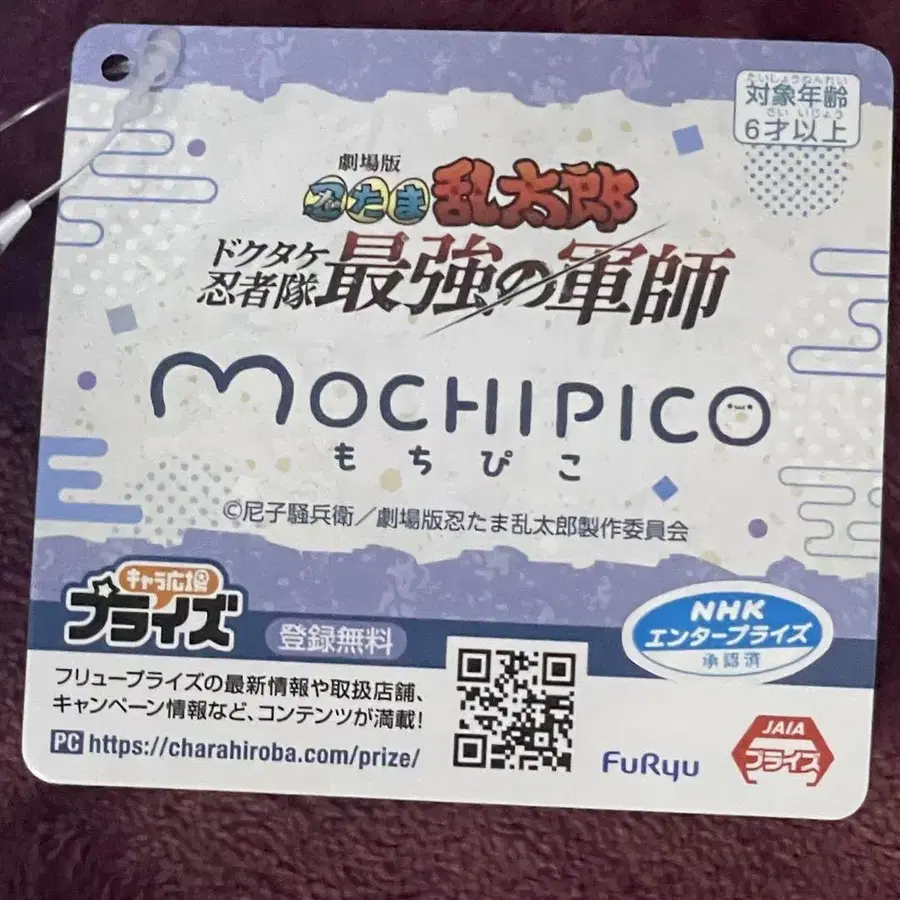 たいしょうねんれい
対象年齢
さい いじょう
6才以上
劇場版
忍たま乱太郎
ドクタケ
忍者隊最強の軍師
MOCHIPICO
もちぴこ
©尼子騒兵衛／劇場版忍たま乱太郎製作委員会
キャラ広場
プライズ
登録無料
NHK
エンタープライズ
承認済
フリュープライズの最新情報や取扱店舗、
キャンペーン情報など、コンテンツが満載!
PC https://charahiroba.com/prize/
FuRyu
JAIA
プライズ